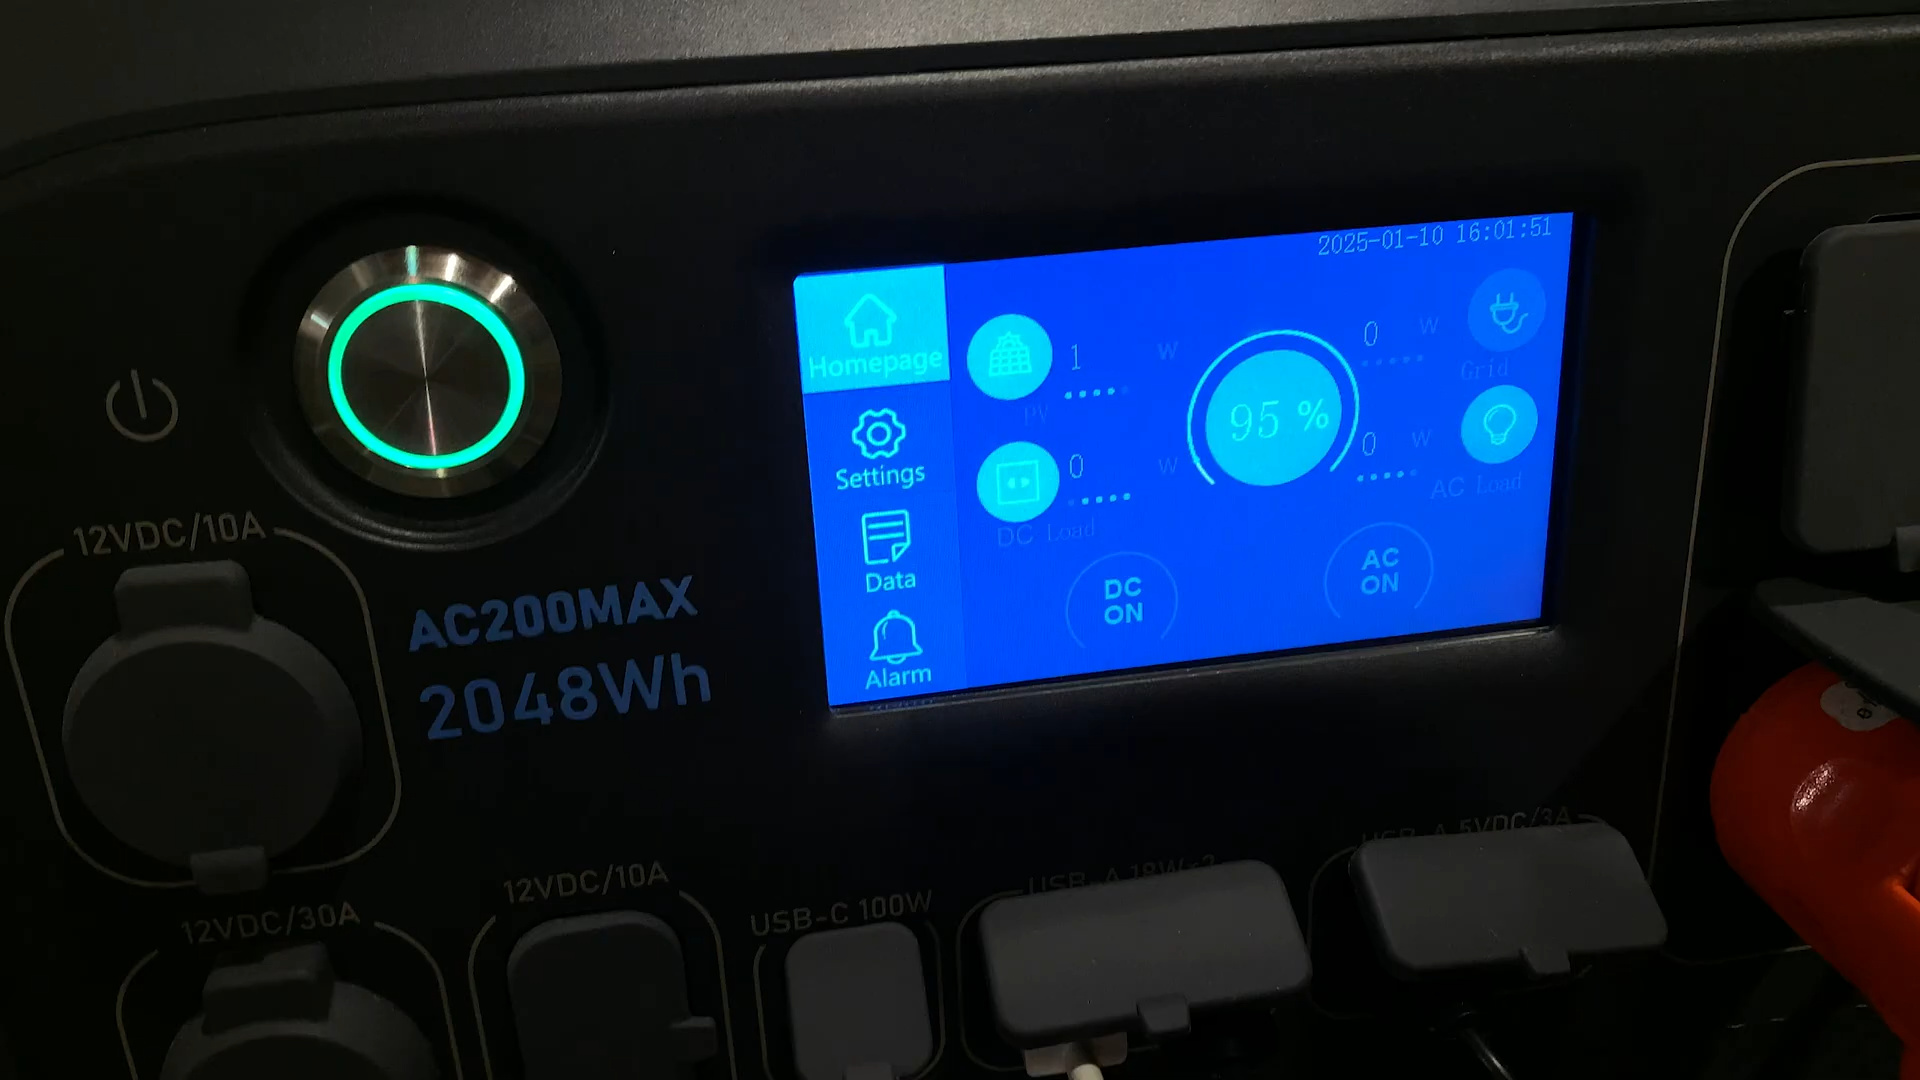 2025-01-10 16:01:51
Homepage
1 W
PV
0 W
Grid
95 %
Settings
0 W
DC Load
0 W
AC Load
Data
DC
ON
AC
ON
Alarm
12VDC/10A
AC200MAX
2048Wh
12VDC/30A
12VDC/10A
USB-C 100W
USB-A 18W×2
USB-A 5VDC/3A